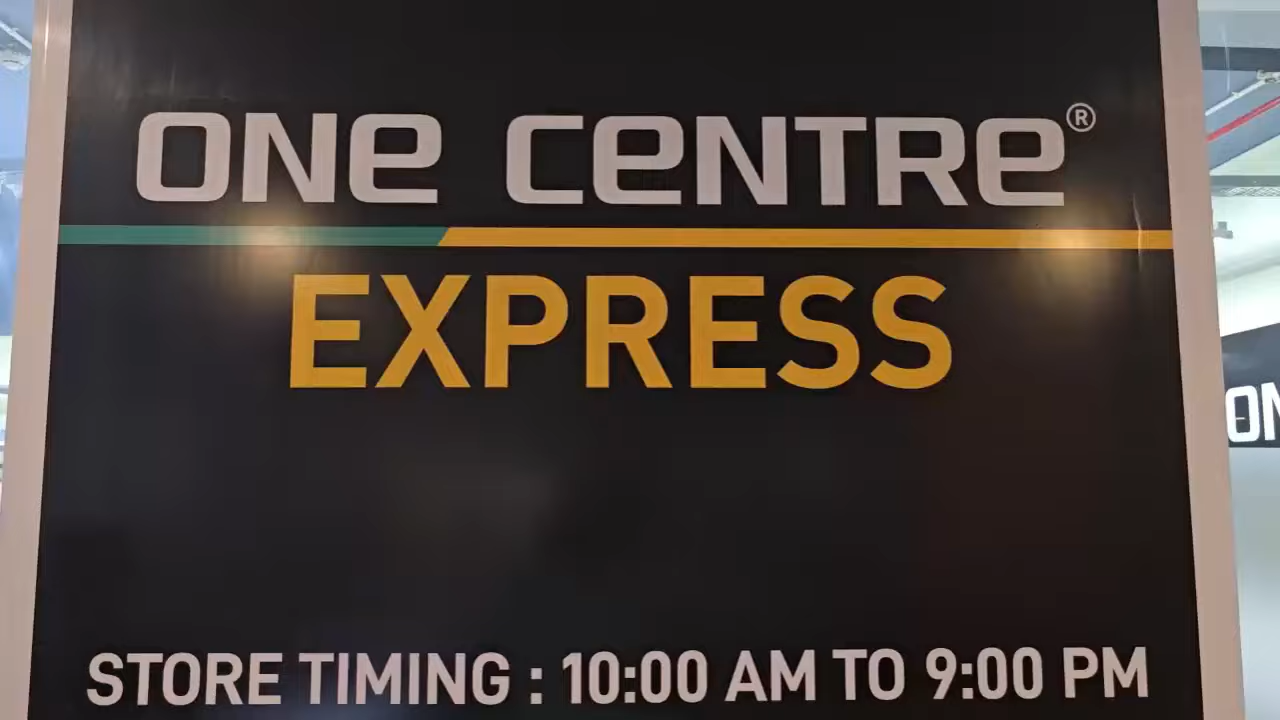 ONE CENTRE®
EXPRESS
STORE TIMING : 10:00 AM TO 9:00 PM